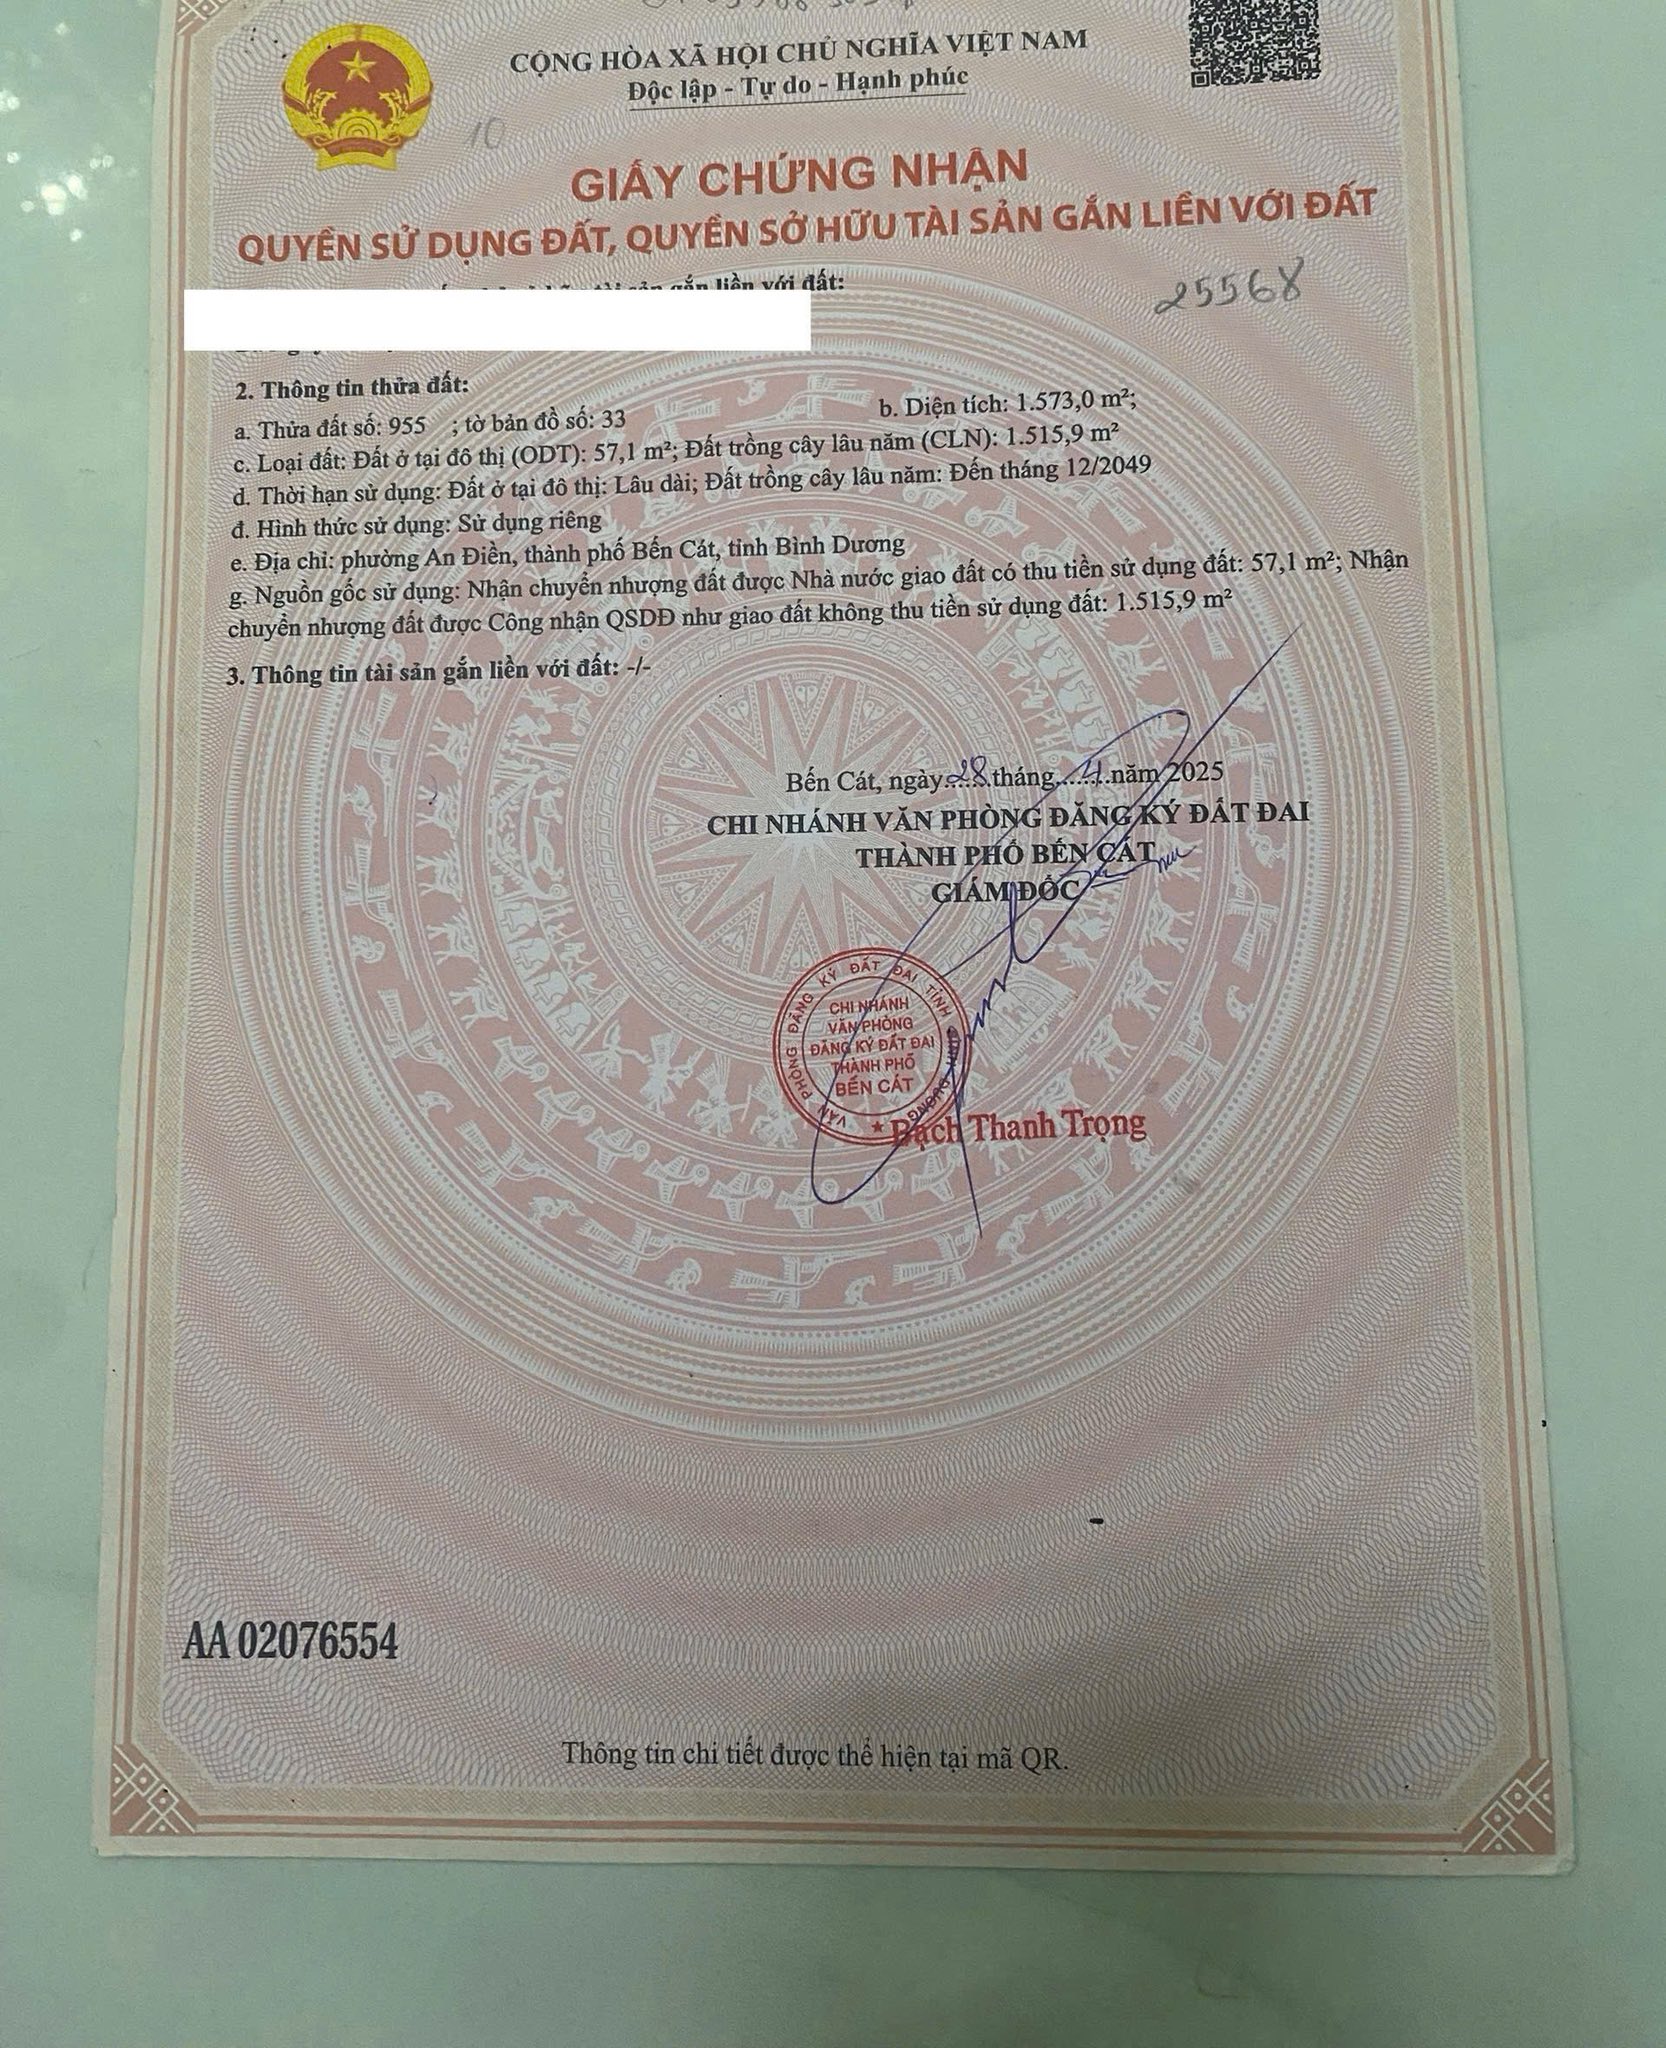 CỘNG HÒA XÃ HỘI CHỦ NGHĨA VIỆT NAM
Độc lập - Tự do - Hạnh phúc
10
GIẤY CHỨNG NHẬN
QUYỀN SỬ DỤNG ĐẤT, QUYỀN SỞ HỮU TÀI SẢN GẮN LIỀN VỚI ĐẤT
gắn liền với đất:
25568
2. Thông tin thửa đất:
a. Thửa đất số: 955 ; tờ bản đồ số: 33 b. Diện tích: 1.573,0 m²;
c. Loại đất: Đất ở tại đô thị (ODT): 57,1 m²; Đất trồng cây lâu năm (CLN): 1.515,9 m²
d. Thời hạn sử dụng: Đất ở tại đô thị: Lâu dài; Đất trồng cây lâu năm: Đến tháng 12/2049
đ. Hình thức sử dụng: Sử dụng riêng
e. Địa chỉ: phường An Điền, thành phố Bến Cát, tỉnh Bình Dương
g. Nguồn gốc sử dụng: Nhận chuyển nhượng đất được Nhà nước giao đất có thu tiền sử dụng đất: 57,1 m²; Nhận
chuyển nhượng đất được Công nhận QSDĐ như giao đất không thu tiền sử dụng đất: 1.515,9 m²
3. Thông tin tài sản gắn liền với đất: -/-
Bến Cát, ngày 28 tháng 4 năm 2025
CHI NHÁNH VĂN PHÒNG ĐĂNG KÝ ĐẤT ĐAI
THÀNH PHỐ BẾN CÁT
GIÁM ĐỐC
VĂN PHÒNG ĐĂNG KÝ ĐẤT ĐAI TỈNH BÌNH DƯƠNG
CHI NHÁNH
VĂN PHÒNG
ĐĂNG KÝ ĐẤT ĐAI
THÀNH PHỐ
BẾN CÁT
Bạch Thanh Trọng
AA 02076554
Thông tin chi tiết được thể hiện tại mã QR.